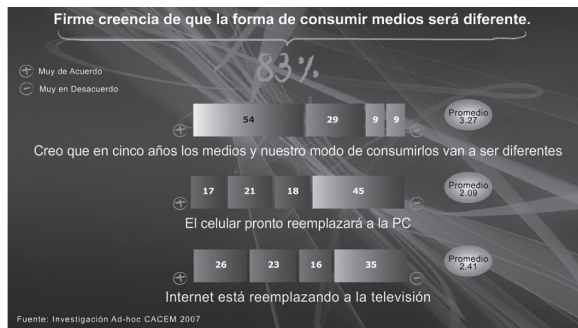 Firme creencia de que la forma de consumir medios será diferente.
83%
+ Muy de Acuerdo
− Muy en Desacuerdo
54 29 9 9
+ −
Promedio
3.27
Creo que en cinco años los medios y nuestro modo de consumirlos van a ser diferentes
17 21 18 45
+ −
Promedio
2.09
El celular pronto reemplazará a la PC
26 23 16 35
+ −
Promedio
2.41
Internet está reemplazando a la televisión
Fuente: Investigación Ad-hoc CACEM 2007